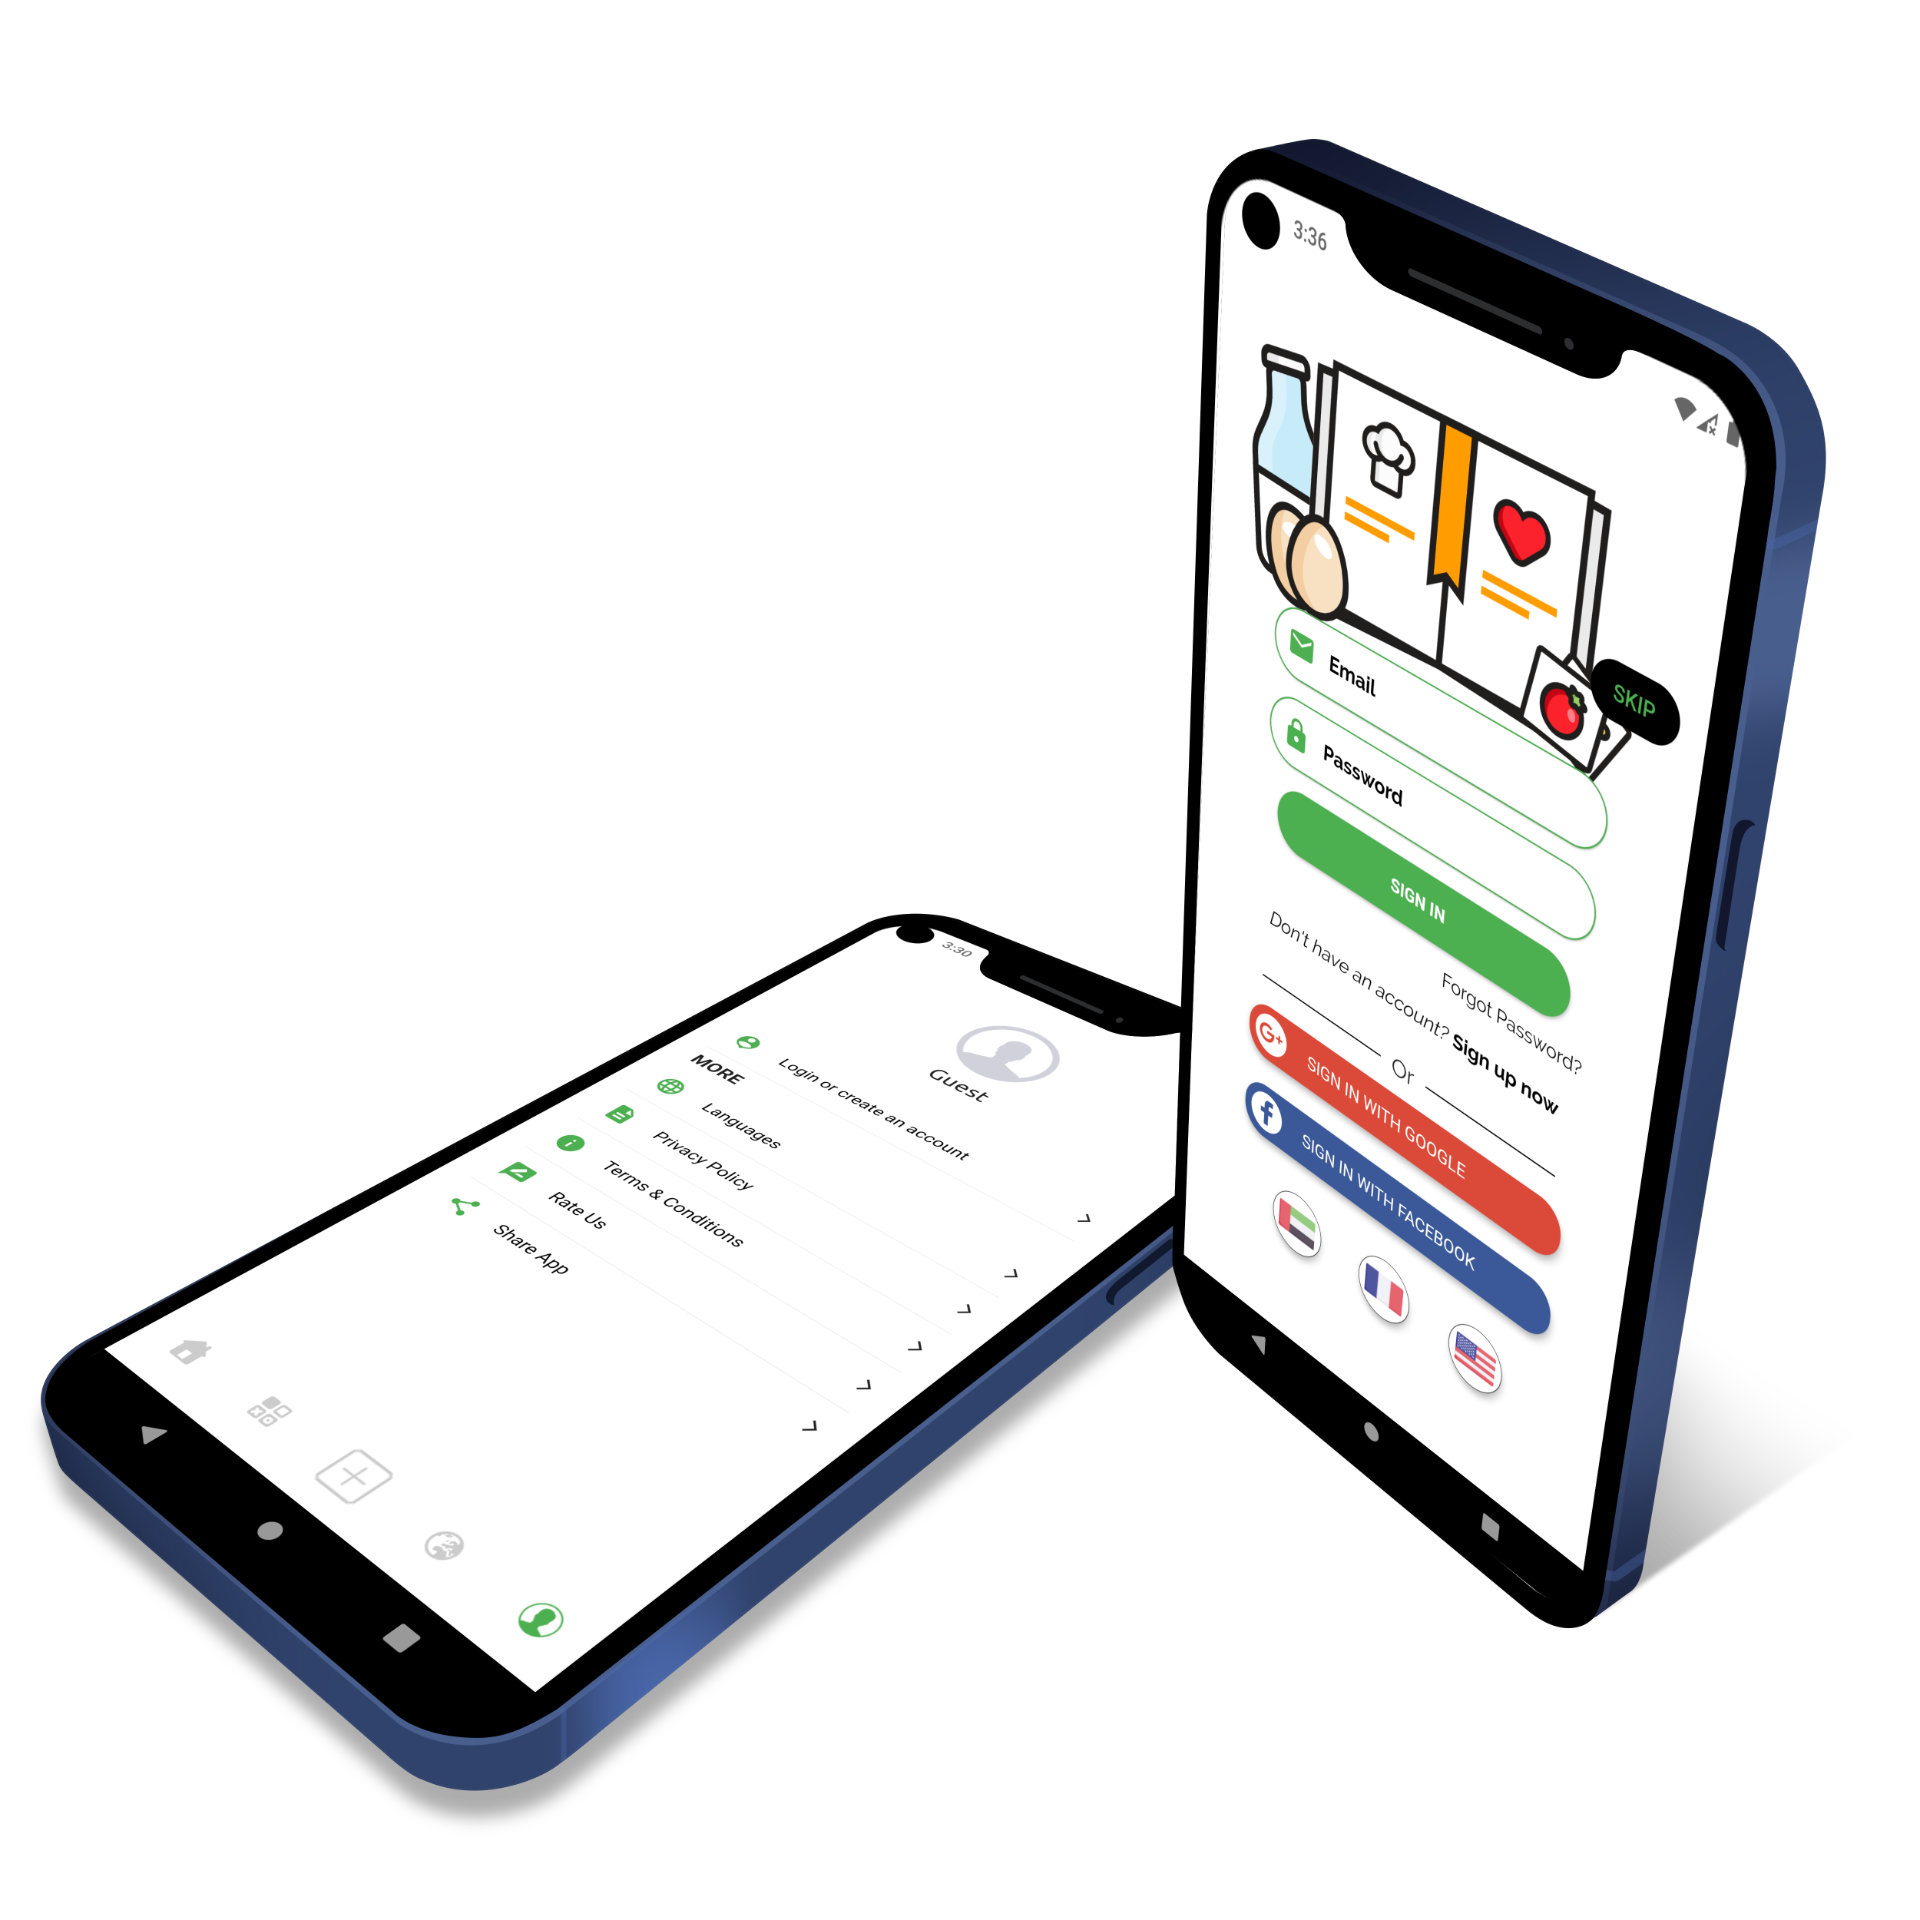 3:36
Email
Password
SKIP
SIGN IN
Forgot Password?
Don't have an account? Sign up now
Or
G+
SIGN IN WITH GOOGLE
f
SIGN IN WITH FACEBOOK
3:30
Guest
Login or create an account
MORE
Languages
Privacy Policy
Terms & Conditions
Rate Us
Share App